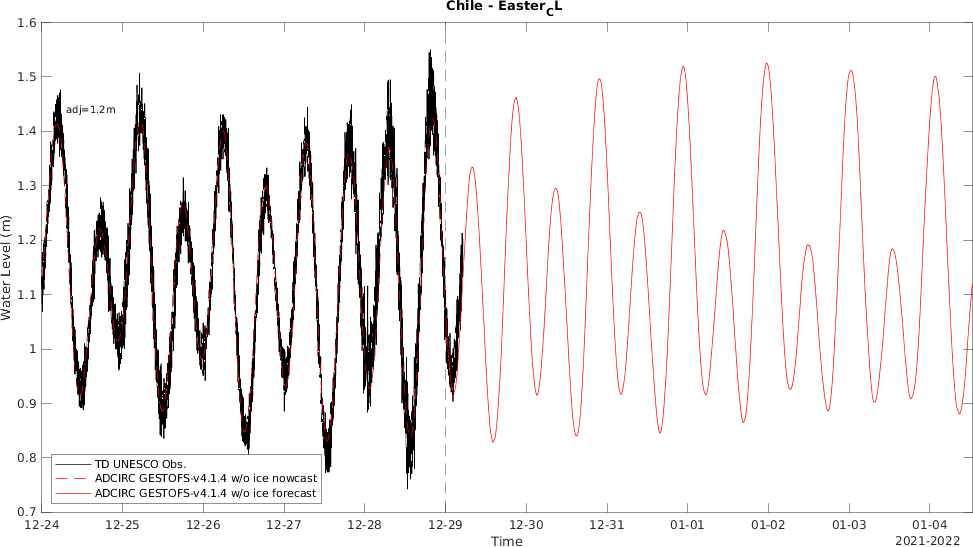 Chile - Easter_CL
1.6
1.5
adj=1.2m
1.4
1.3
1.2
Water Level (m)
1.1
1
0.9
0.8
TD UNESCO Obs.
ADCIRC GESTOFS-v4.1.4 w/o ice nowcast
ADCIRC GESTOFS-v4.1.4 w/o ice forecast
0.7
12-24 12-25 12-26 12-27 12-28 12-29 12-30 12-31 01-01 01-02 01-03 01-04
Time
2021-2022